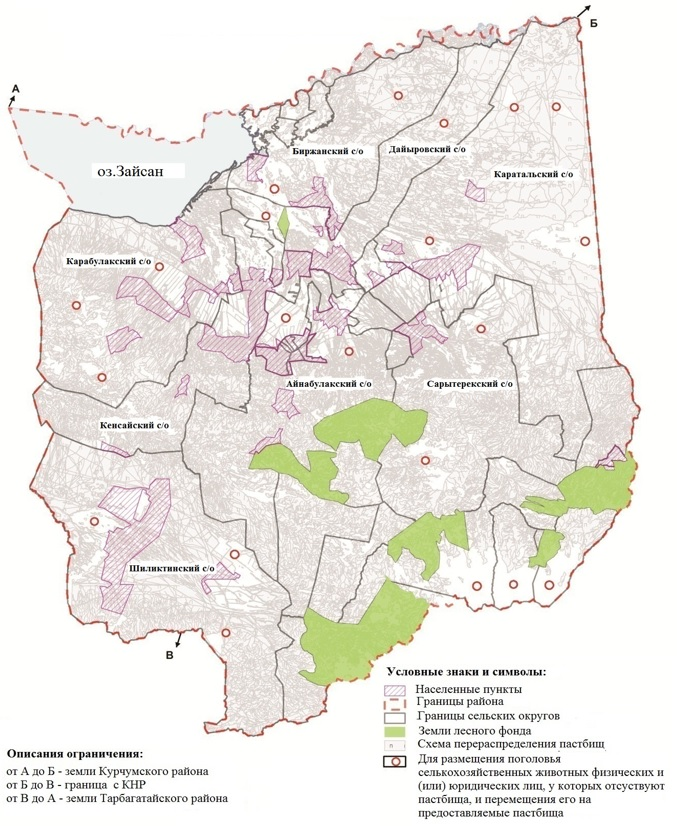 Б
А
оз.Зайсан
Биржанский с/о
Дайыровский с/о
Каратальский с/о
Карабулакский с/о
Айнабулакский с/о
Сарытерекский с/о
Кенсайский с/о
Шиликтинский с/о
В
Условные знаки и символы:
Населенные пункты
Границы района
Границы сельских округов
Земли лесного фонда
Схема перераспределения пастбищ
Для размещения поголовья
сельскохозяйственных животных физических и
(или) юридических лиц, у которых отсуствуют
пастбища, и перемещения его на
предоставляемые пастбища
Описания ограничения:
от А до Б - земли Курчумского района
от Б до В - граница с КНР
от В до А - земли Тарбагатайского района